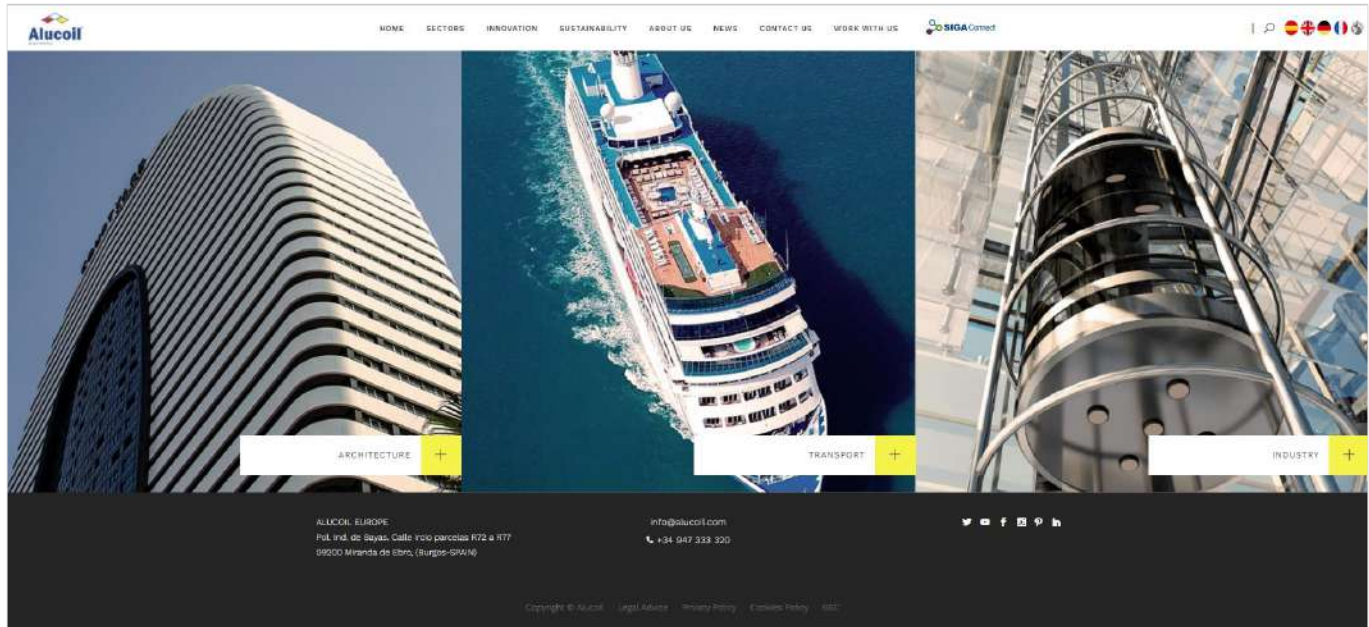 Alucoil
HOME SECTORS INNOVATION SUSTAINABILITY ABOUT US NEWS CONTACT US WORK WITH US SIGA Connect
ARCHITECTURE
TRANSPORT
INDUSTRY
ALUCOIL EUROPE
Pol. Ind. de Bayas, Calle Ircio parcelas R72 a R77
09200 Miranda de Ebro, (Burgos-SPAIN)
info@alucoil.com
+34 947 333 320
Copyright © Alucoil Legal Advice Privacy Policy Cookies Policy